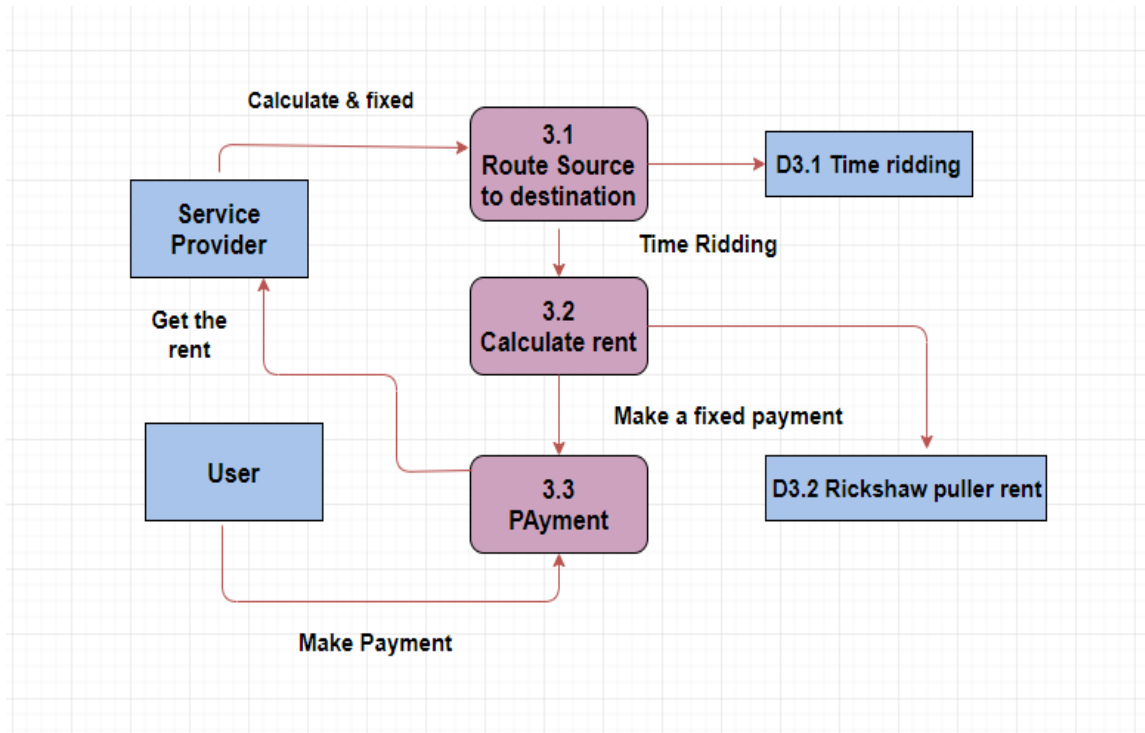 Calculate & fixed
3.1
Route Source
to destination
D3.1 Time ridding
Service
Provider
Time Ridding
3.2
Calculate rent
Get the
rent
Make a fixed payment
User
3.3
PAyment
D3.2 Rickshaw puller rent
Make Payment